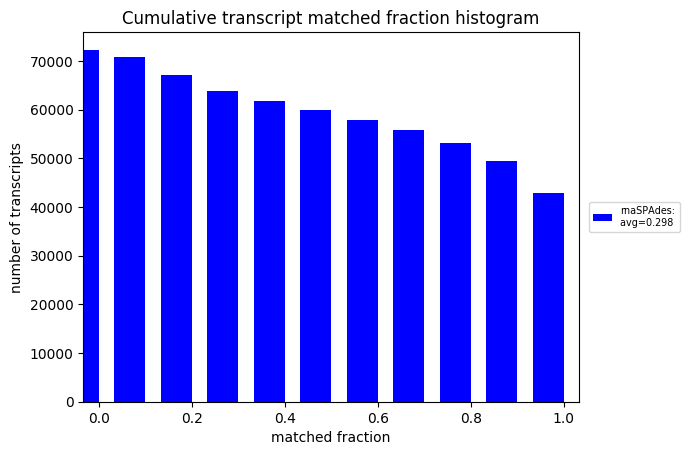 Cumulative transcript matched fraction histogram
number of transcripts
70000
60000
50000
40000
30000
20000
10000
0
0.0 0.2 0.4 0.6 0.8 1.0
matched fraction
rnaSPAdes:
avg=0.298